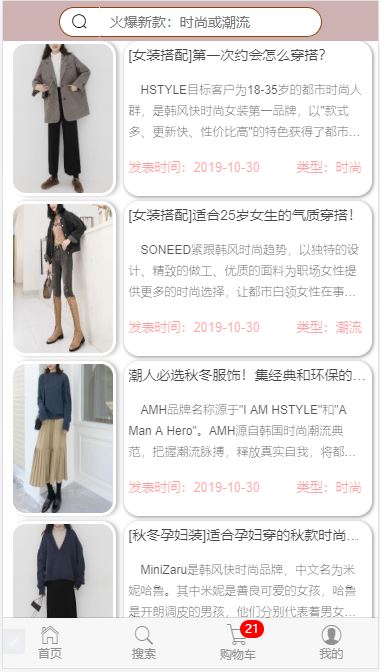 火爆新款：时尚或潮流
[女装搭配]第一次约会怎么穿搭？
HSTYLE目标客户为18-35岁的都市时尚人
群，是韩风快时尚女装第一品牌，以"款式
多、更新快、性价比高"的特色获得了都市…
发表时间：2019-10-30 类型：时尚
[女装搭配]适合25岁女生的气质穿搭！
SONEED紧跟韩风时尚趋势，以独特的设
计、精致的做工、优质的面料为职场女性提
供更多的时尚选择，让都市白领女性在事…
发表时间：2019-10-30 类型：潮流
潮人必选秋冬服饰！集经典和环保的…
AMH品牌名称源于"I AM HSTYLE"和"A
Man A Hero"。AMH源自韩国时尚潮流典
范，把握潮流脉搏，释放真实自我，将都…
发表时间：2019-10-30 类型：时尚
[秋冬孕妇装]适合孕妇穿的秋款时尚…
MiniZaru是韩风快时尚品牌，中文名为米
妮哈鲁。其中米妮是善良可爱的女孩，哈鲁
是开朗调皮的男孩，他们分别代表着男女…
21
首页 搜索 购物车 我的